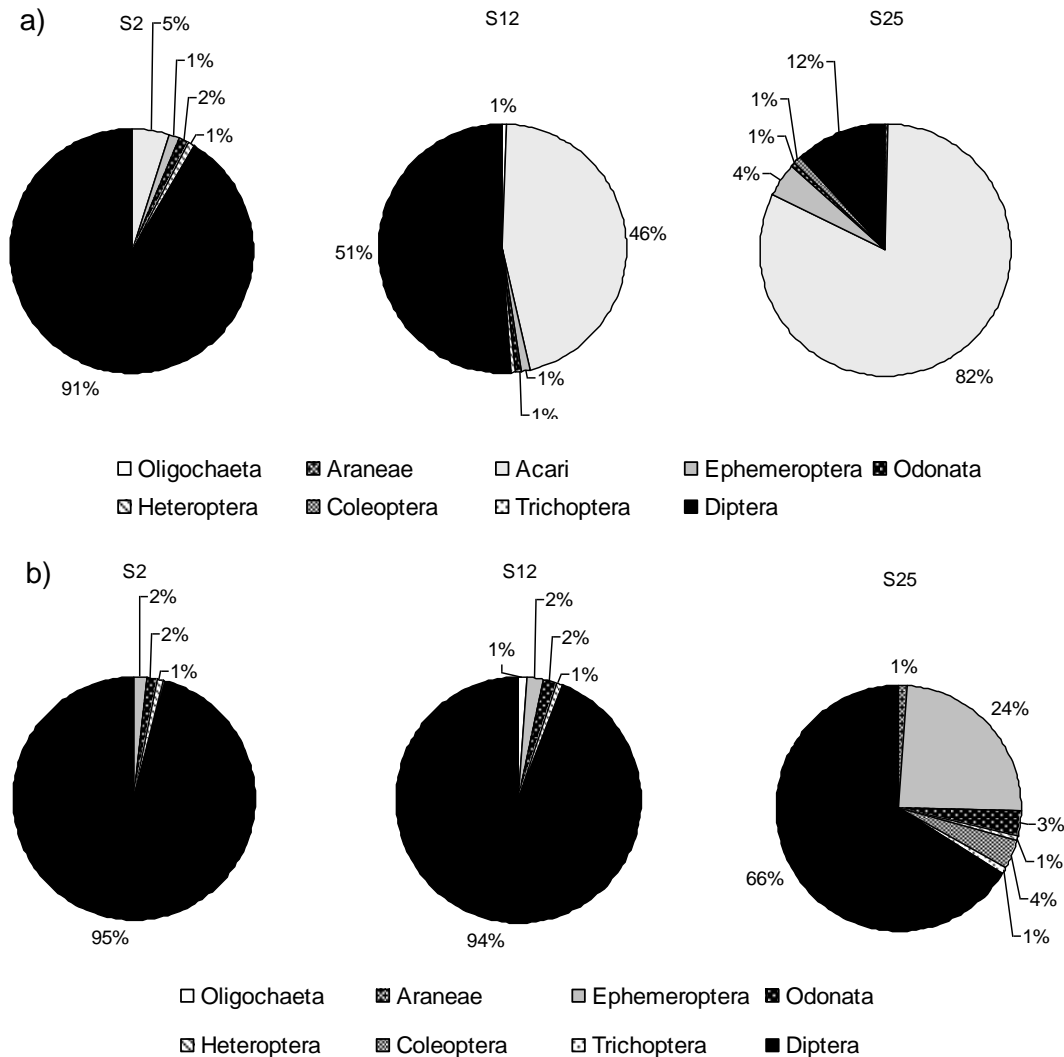 a)
S2
S12
S25
5%
1%
2%
1%
91%
1%
46%
1%
1%
51%
12%
1%
1%
4%
82%
Oligochaeta Araneae Acari Ephemeroptera Odonata
Heteroptera Coleoptera Trichoptera Diptera
b)
S2
S12
S25
2%
2%
1%
95%
1%
2%
2%
1%
94%
1%
24%
3%
1%
4%
1%
66%
Oligochaeta Araneae Ephemeroptera Odonata
Heteroptera Coleoptera Trichoptera Diptera